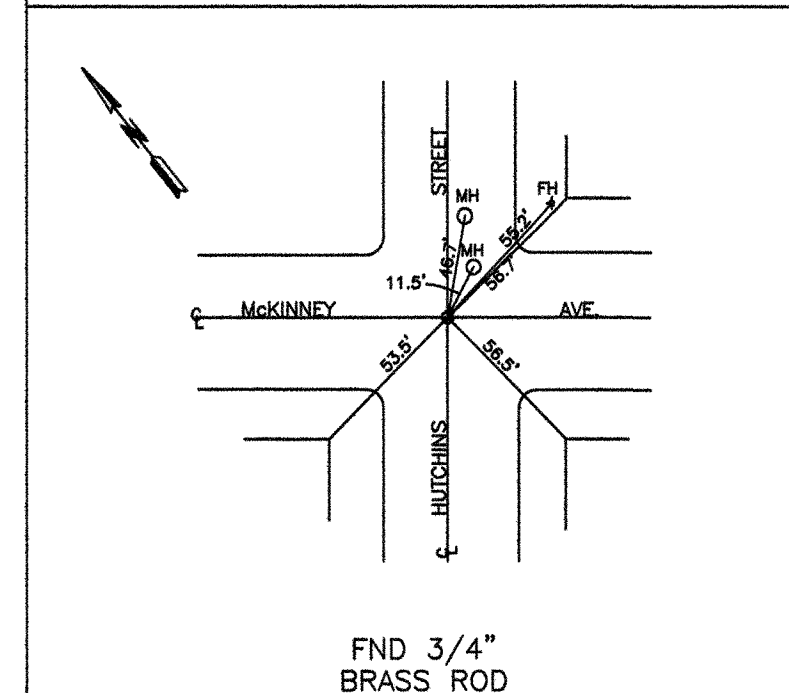 STREET
MH
FH
46.7'
MH
55.2'
56.7'
11.5'
℄ McKINNEY AVE.
53.5'
56.5'
HUTCHINS
℄
FND 3/4"
BRASS ROD